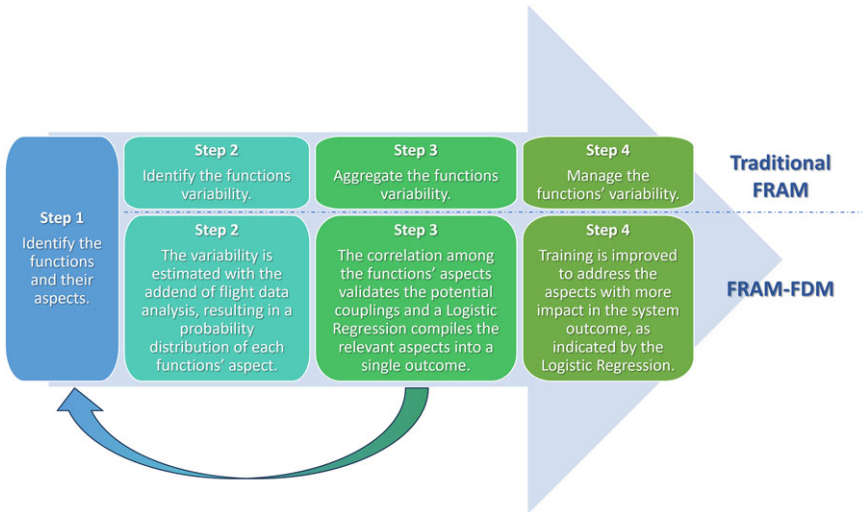 Step 1
Identify the
functions
and their
aspects.
Step 2
Identify the functions
variability.
Step 3
Aggregate the functions
variability.
Step 4
Manage the
functions' variability.
Traditional
FRAM
Step 2
The variability is
estimated with the
addend of flight data
analysis, resulting in a
probability
distribution of each
functions' aspect.
Step 3
The correlation among
the functions' aspects
validates the potential
couplings and a Logistic
Regression compiles the
relevant aspects into a
single outcome.
Step 4
Training is improved
to address the
aspects with more
impact in the system
outcome, as
indicated by the
Logistic Regression.
FRAM-FDM